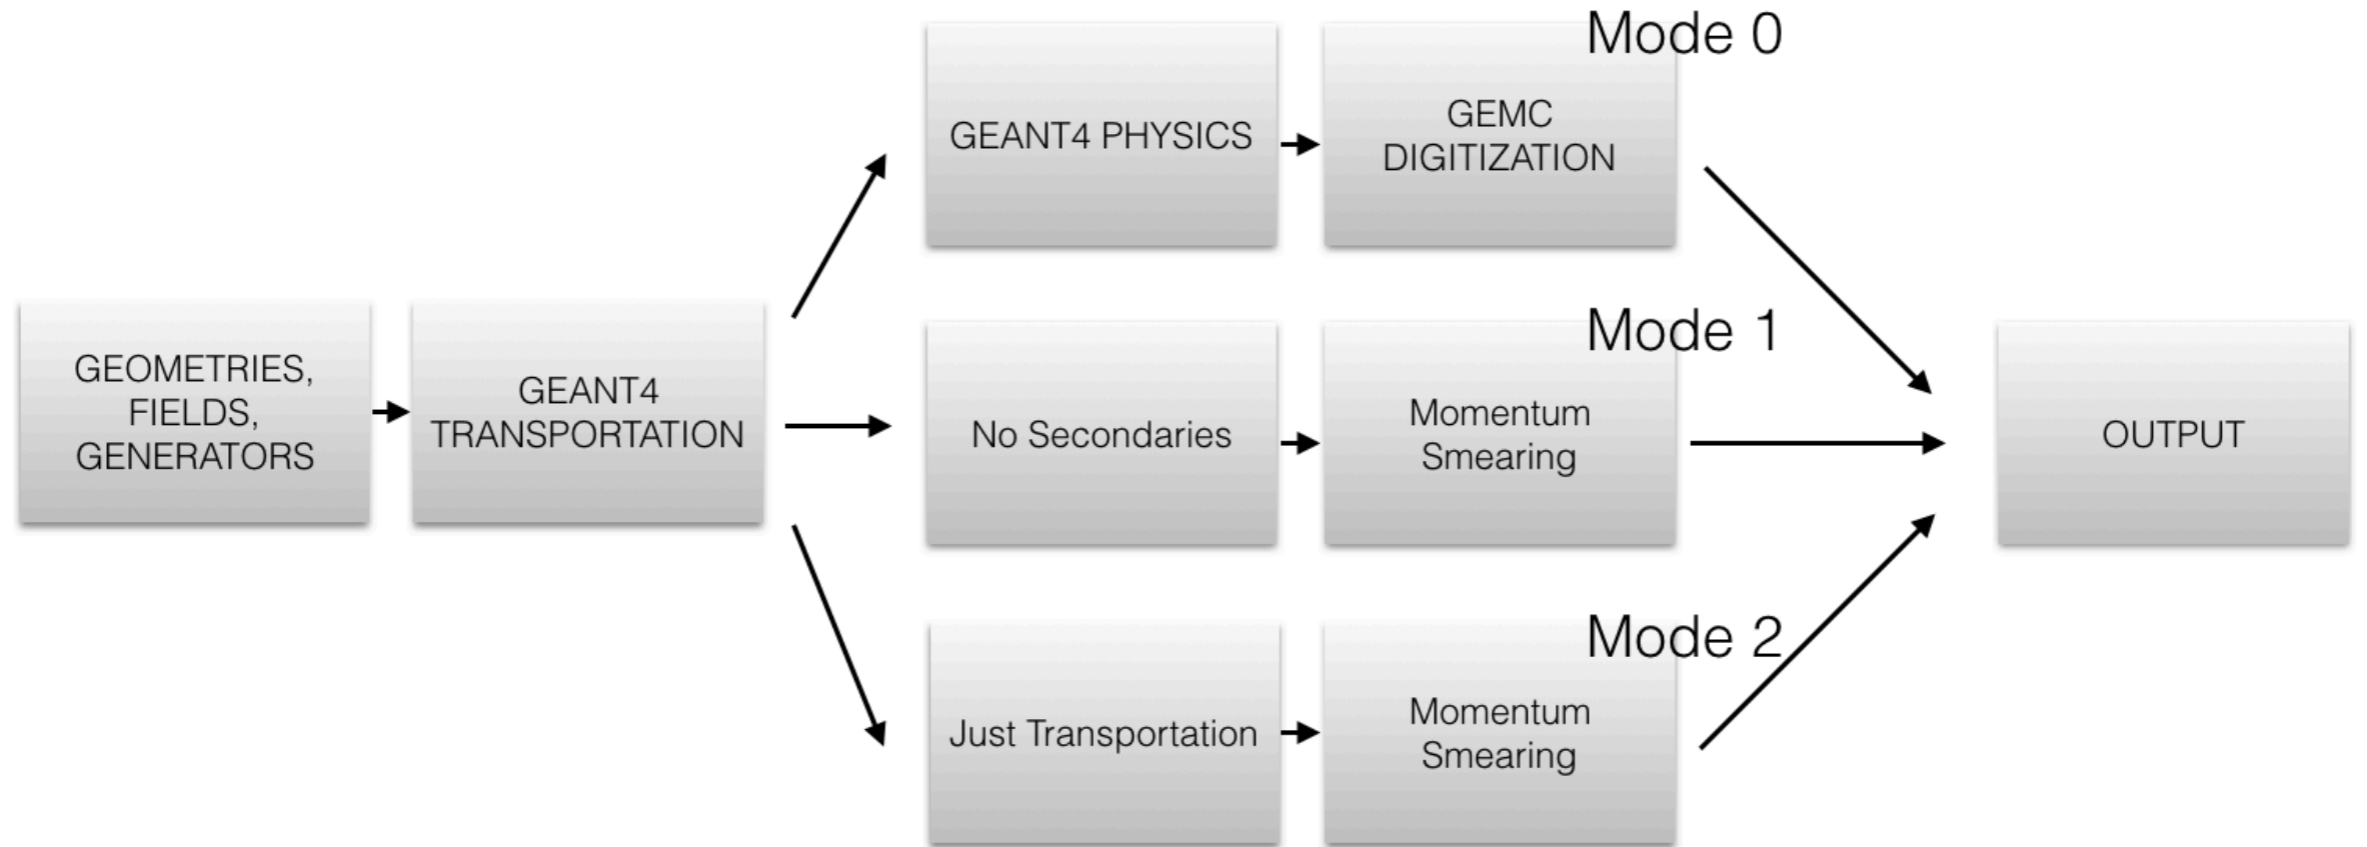 GEOMETRIES,
FIELDS,
GENERATORS
GEANT4
TRANSPORTATION
Mode 0
GEANT4 PHYSICS
GEMC
DIGITIZATION
Mode 1
No Secondaries
Momentum
Smearing
Mode 2
Just Transportation
Momentum
Smearing
OUTPUT